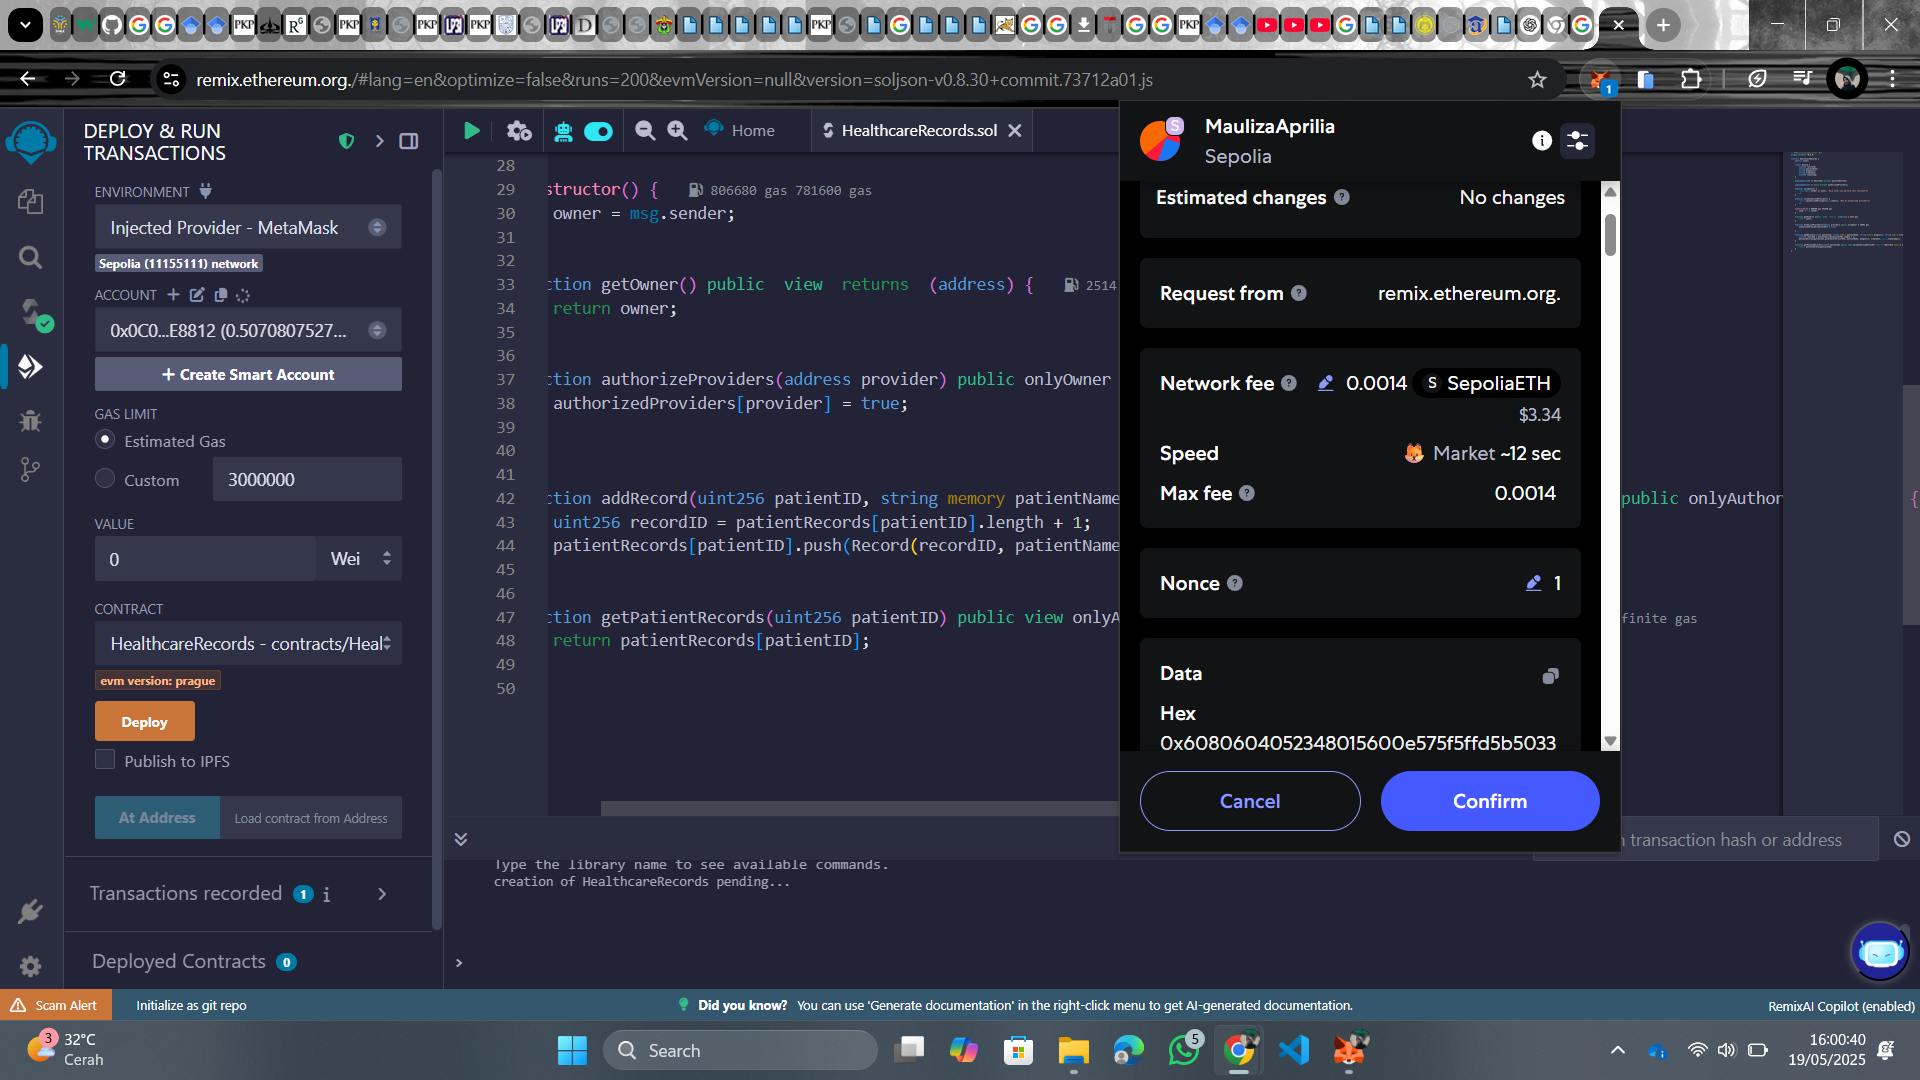 remix.ethereum.org./#lang=en&optimize=false&runs=200&evmVersion=null&version=soljson-v0.8.30+commit.73712a01.js
1
DEPLOY & RUN
TRANSACTIONS
ENVIRONMENT
Injected Provider - MetaMask
Sepolia (11155111) network
ACCOUNT
0x0C0...E8812 (0.5070807527...
+ Create Smart Account
GAS LIMIT
Estimated Gas
Custom
3000000
VALUE
0
Wei
CONTRACT
HealthcareRecords - contracts/Heal
evm version: prague
Deploy
Publish to IPFS
At Address
Load contract from Address
Transactions recorded 1 i
Deployed Contracts 0
Home
HealthcareRecords.sol
28
29 structor() { 806680 gas 781600 gas
30 owner = msg.sender;
31
32
33 ction getOwner() public view returns (address) { 2514
34 return owner;
35
36
37 ction authorizeProviders(address provider) public onlyOwner
38 authorizedProviders[provider] = true;
39
40
41
42 ction addRecord(uint256 patientID, string memory patientName
public onlyAuthor {
43 uint256 recordID = patientRecords[patientID].length + 1;
44 patientRecords[patientID].push(Record(recordID, patientName
45
46
47 ction getPatientRecords(uint256 patientID) public view onlyA
finite gas
48 return patientRecords[patientID];
49
50
MaulizaAprilia
Sepolia
Estimated changes
No changes
Request from
remix.ethereum.org.
Network fee
0.0014
S SepoliaETH
$3.34
Speed
Market ~12 sec
Max fee
0.0014
Nonce
1
Data
Hex
0x6080604052348015600e575f5ffd5b5033
Cancel
Confirm
transaction hash or address
Type the library name to see available commands.
creation of HealthcareRecords pending...
>
Scam Alert
Initialize as git repo
Did you know? You can use 'Generate documentation' in the right-click menu to get AI-generated documentation.
RemixAI Copilot (enabled)
3
32°C
Cerah
Search
5
16:00:40
19/05/2025